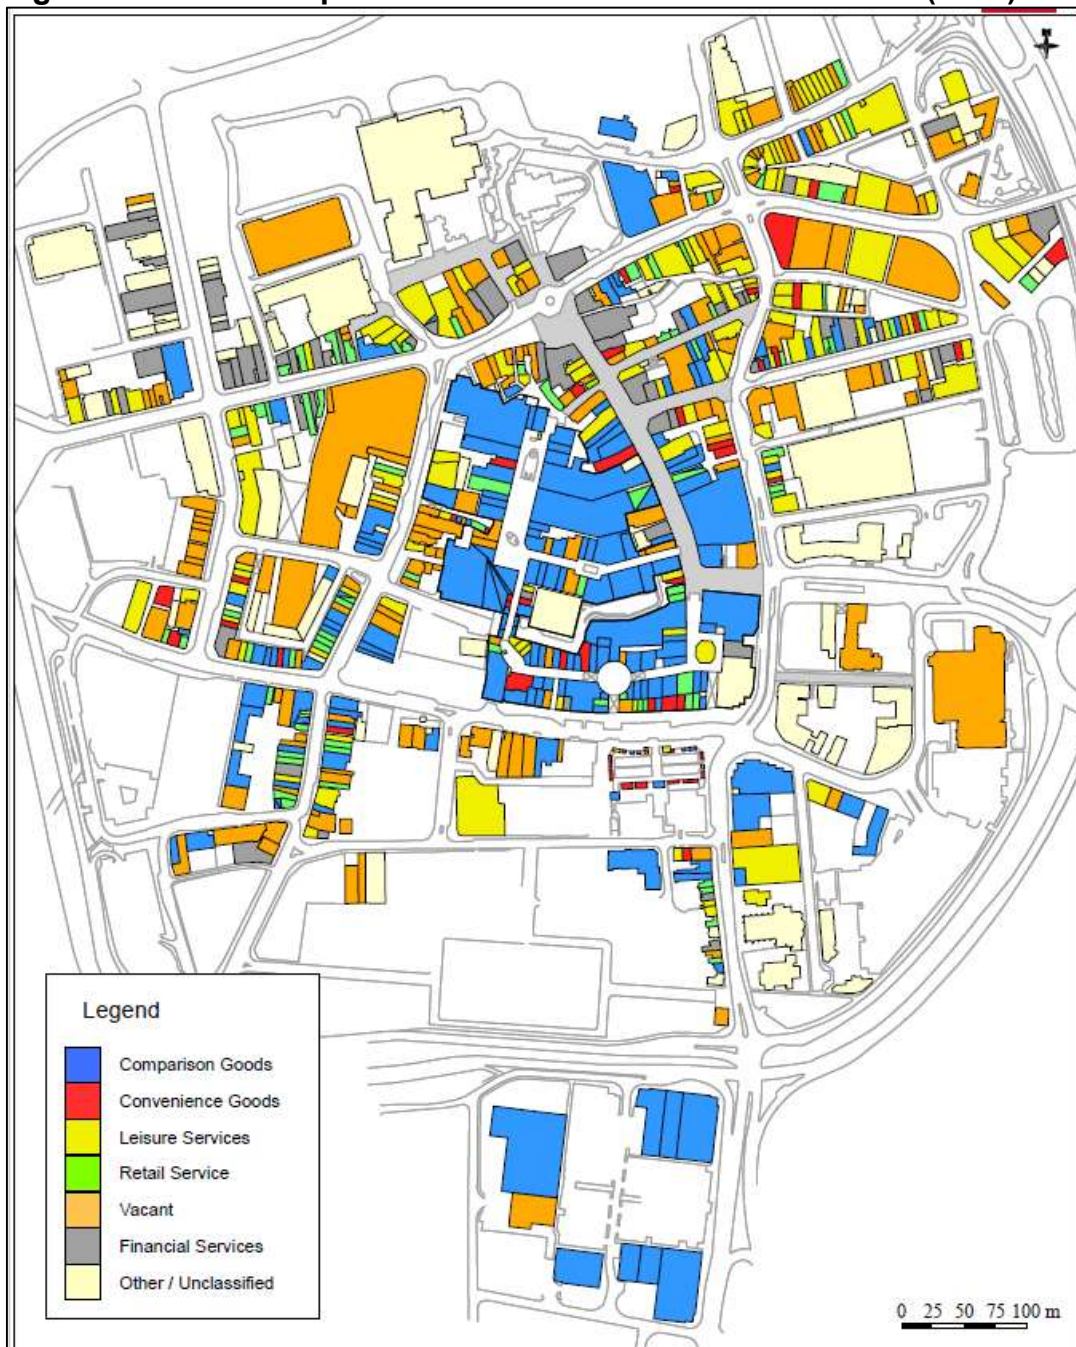 N
Legend
Comparison Goods
Convenience Goods
Leisure Services
Retail Service
Vacant
Financial Services
Other / Unclassified
0 25 50 75 100 m